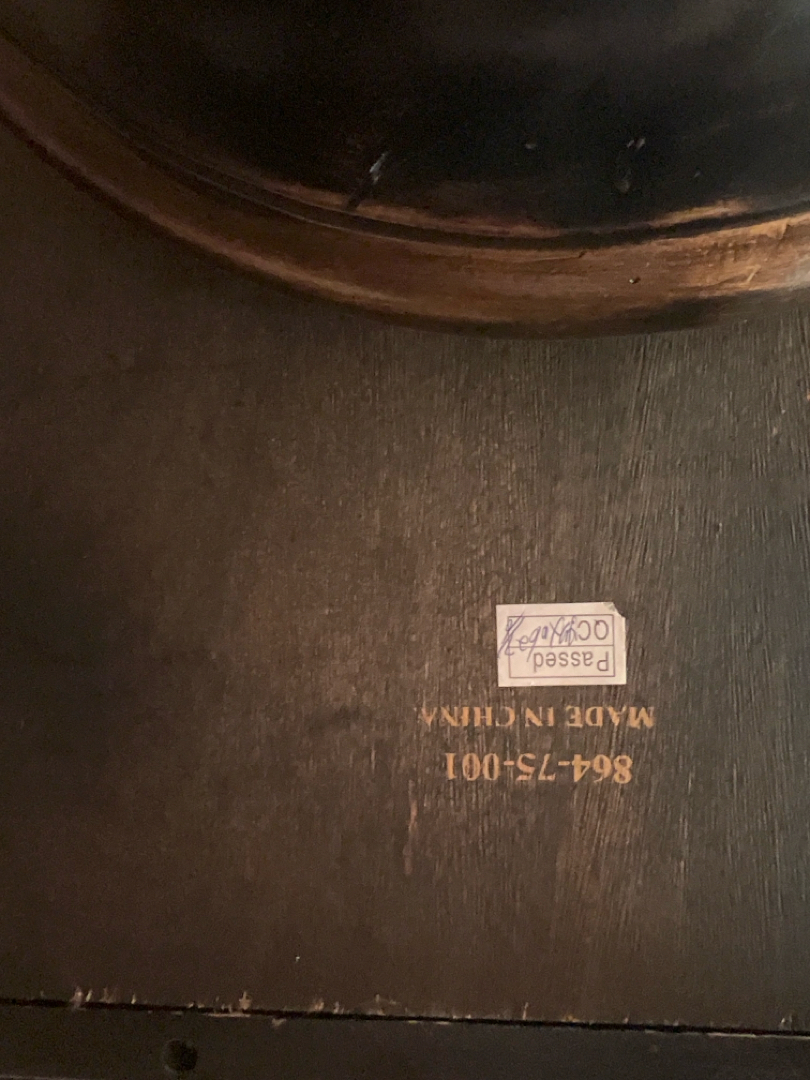 864-75-001
MADE IN CHINA
Passed
QC